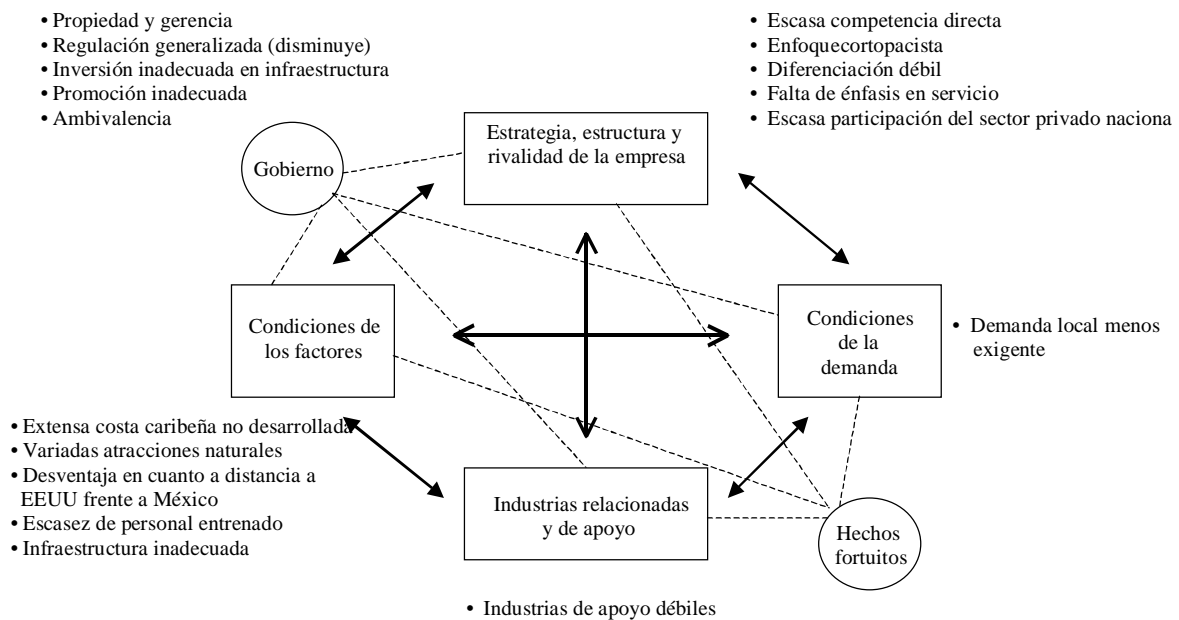 • Propiedad y gerencia
• Regulación generalizada (disminuye)
• Inversión inadecuada en infraestructura
• Promoción inadecuada
• Ambivalencia
• Escasa competencia directa
• Enfoquecortopacista
• Diferenciación débil
• Falta de énfasis en servicio
• Escasa participación del sector privado naciona
Estrategia, estructura y
rivalidad de la empresa
Gobierno
Condiciones de
los factores
Condiciones
de la
demanda
• Demanda local menos
exigente
• Extensa costa caribeña no desarrollada
• Variadas atracciones naturales
• Desventaja en cuanto a distancia a
EEUU frente a México
• Escasez de personal entrenado
• Infraestructura inadecuada
Industrias relacionadas
y de apoyo
Hechos
fortuitos
• Industrias de apoyo débiles